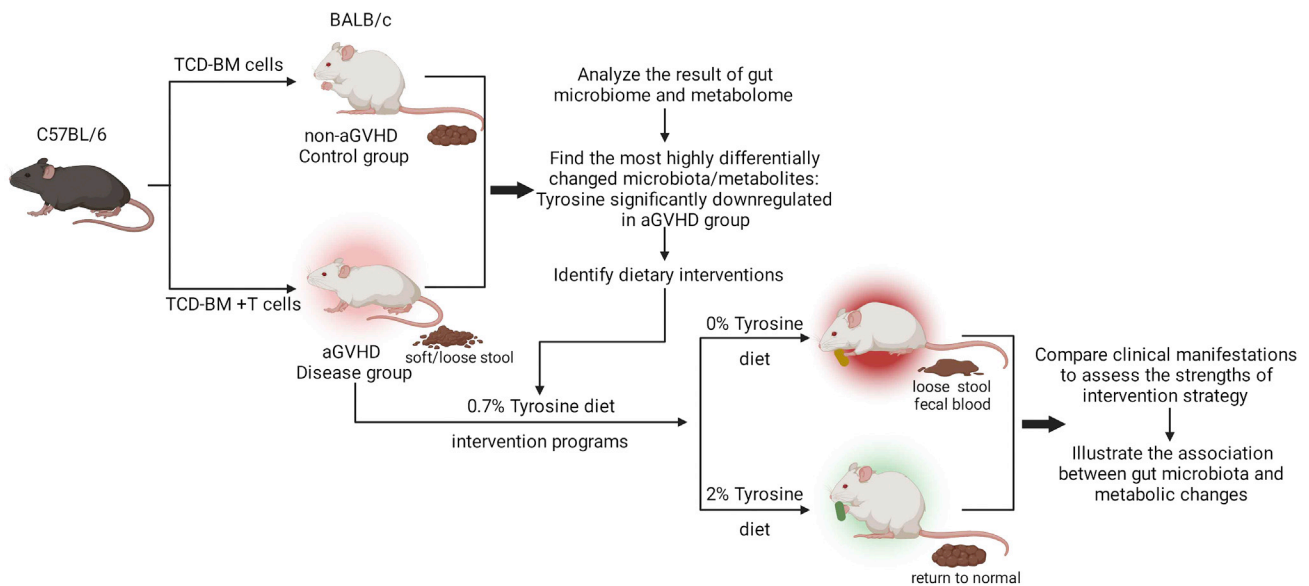 BALB/c
TCD-BM cells
C57BL/6
non-aGVHD
Control group
TCD-BM +T cells
soft/loose stool
aGVHD
Disease group
Analyze the result of gut
microbiome and metabolome
Find the most highly differentially
changed microbiota/metabolites:
Tyrosine significantly downregulated
in aGVHD group
Identify dietary interventions
0.7% Tyrosine diet
intervention programs
0% Tyrosine
diet
loose stool
fecal blood
2% Tyrosine
diet
return to normal
Compare clinical manifestations
to assess the strengths of
intervention strategy
Illustrate the association
between gut microbiota and
metabolic changes